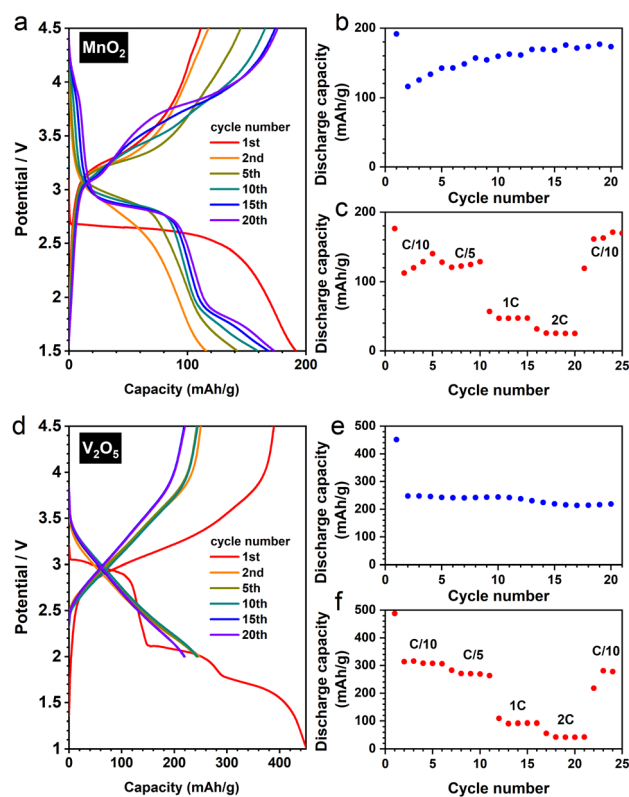 a
MnO2
4.5
4
3.5
3
2.5
2
1.5
Potential / V
0
100
200
Capacity (mAh/g)
cycle number
1st
2nd
5th
10th
15th
20th
b
200
100
0
Discharge capacity
(mAh/g)
0
5
10
15
20
Cycle number
c
200
100
0
Discharge capacity
(mAh/g)
C/10
C/5
1C
2C
C/10
0
5
10
15
20
25
Cycle number
d
V2O5
4.5
4
3.5
3
2.5
2
1.5
1
Potential / V
0
100
200
300
400
Capacity (mAh/g)
cycle number
1st
2nd
5th
10th
15th
20th
e
500
400
300
200
100
0
Discharge capacity
(mAh/g)
0
5
10
15
20
Cycle number
f
500
400
300
200
100
0
Discharge capacity
(mAh/g)
C/10
C/5
1C
2C
C/10
0
5
10
15
20
25
Cycle number